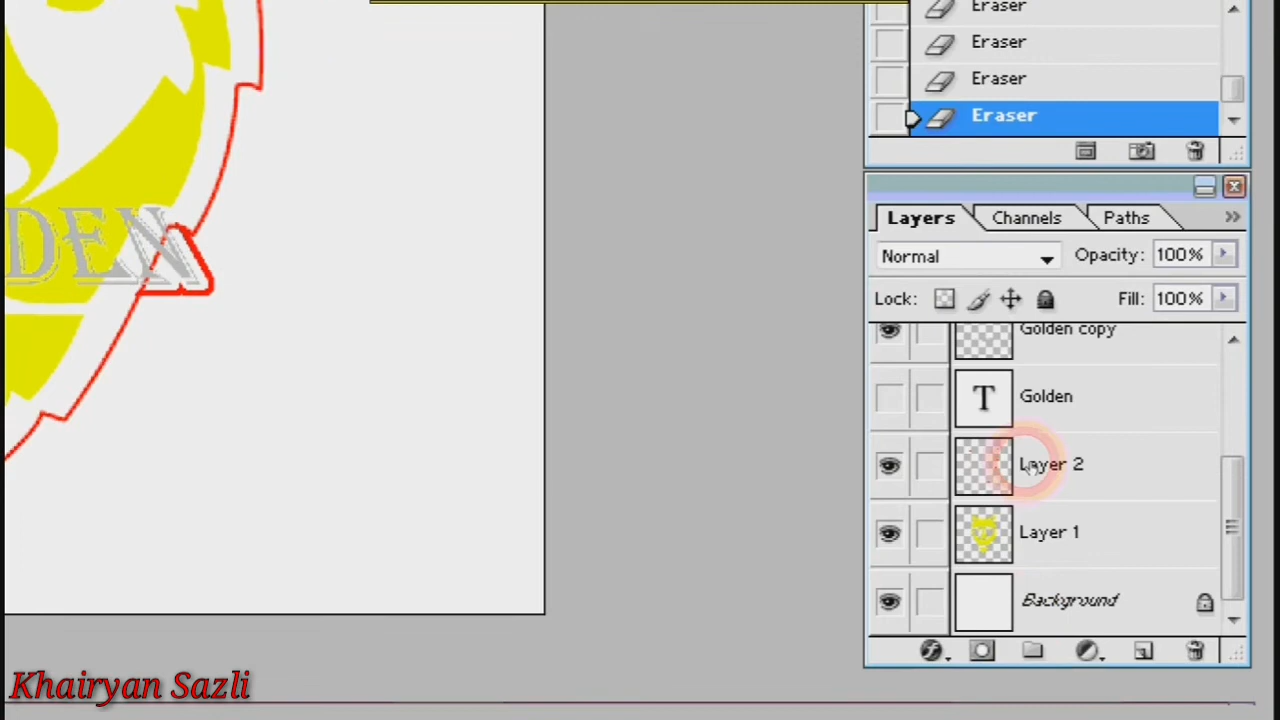 Eraser
Eraser
Eraser
Eraser
Layers
Channels
Paths
Normal
Opacity: 100%
Lock:
Fill: 100%
Golden copy
T
Golden
Layer 2
Layer 1
Background
DEN
Khairyan Sazli